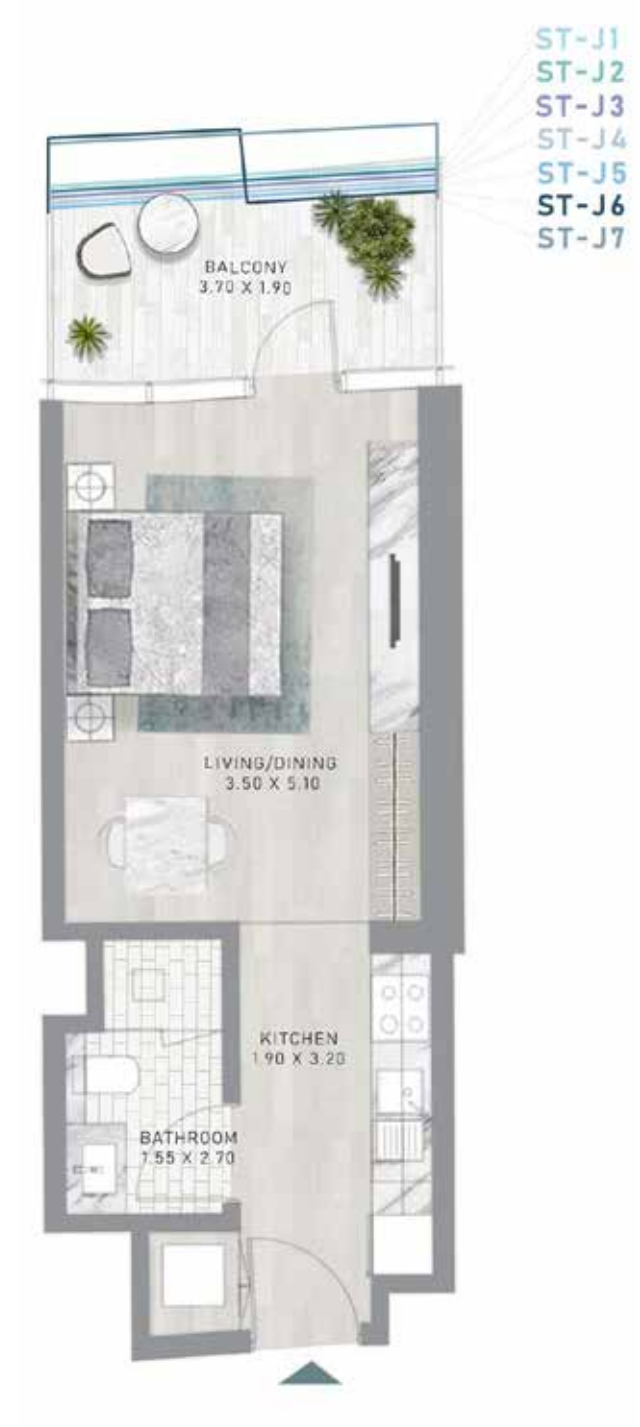 ST-J1
ST-J2
ST-J3
ST-J4
ST-J5
ST-J6
ST-J7
BALCONY
3.70 X 1.90
LIVING/DINING
3.50 X 5.10
KITCHEN
1.90 X 3.20
BATHROOM
1.55 X 2.70